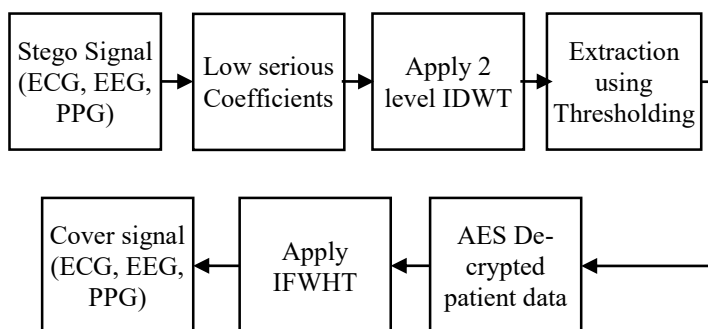 Stego Signal
(ECG, EEG,
PPG)
Low serious
Coefficients
Apply 2
level IDWT
Extraction
using
Thresholding
Cover signal
(ECG, EEG,
PPG)
Apply
IFWHT
AES De-
crypted
patient data